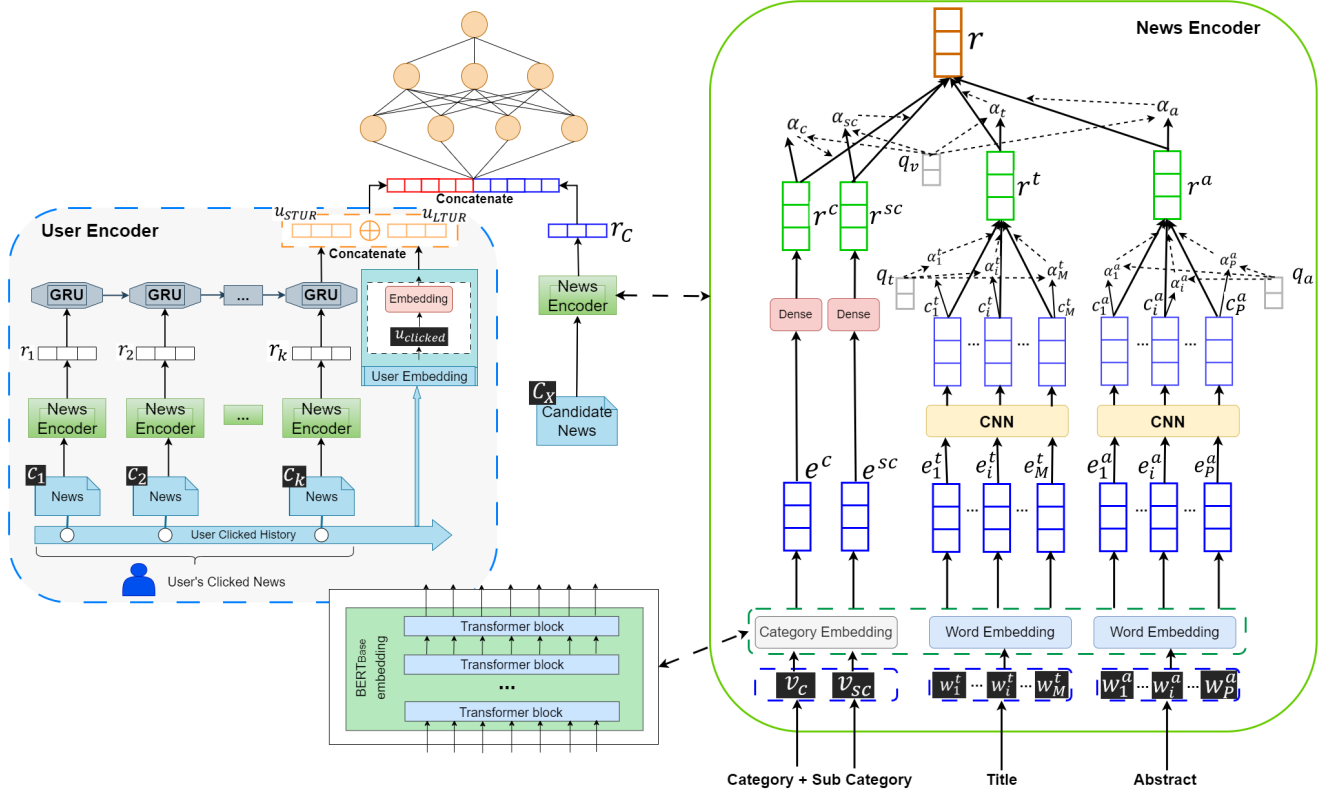 News Encoder
r
α_c
α_sc
α_t
α_a
q_v
r^c
r^sc
r^t
r^a
Concatenate
u_STUR
u_LTUR
r_C
User Encoder
Concatenate
GRU
GRU
...
GRU
Embedding
u_clicked
User Embedding
News
Encoder
r_1
r_2
r_k
News
Encoder
News
Encoder
...
News
Encoder
C_X
Candidate
News
C_1
News
C_2
News
C_k
News
User Clicked History
User's Clicked News
q_t
α_1^t
α_i^t
α_M^t
α_1^a
α_i^a
α_P^a
q_a
c_1^t
c_i^t
c_M^t
c_1^a
c_i^a
c_P^a
Dense
Dense
...
...
...
...
CNN
CNN
e^c
e^sc
e_1^t
e_i^t
e_M^t
e_1^a
e_i^a
e_P^a
...
...
...
...
BERTBase
embedding
Transformer block
Transformer block
...
Transformer block
Category Embedding
Word Embedding
Word Embedding
v_c
v_sc
w_1^t ... w_i^t ... w_M^t
w_1^a ... w_i^a ... w_P^a
Category + Sub Category
Title
Abstract